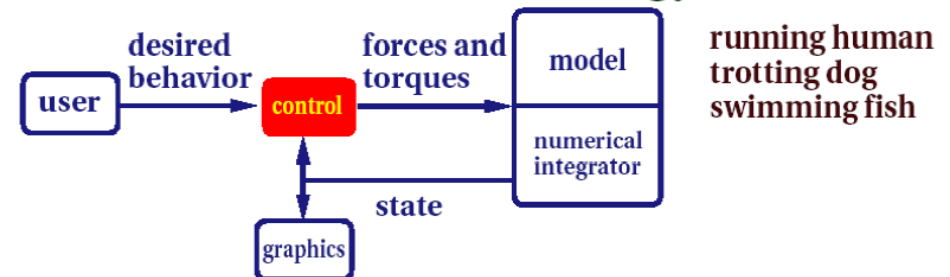 user
desired
behavior
control
forces and
torques
model
numerical
integrator
state
graphics
running human
trotting dog
swimming fish